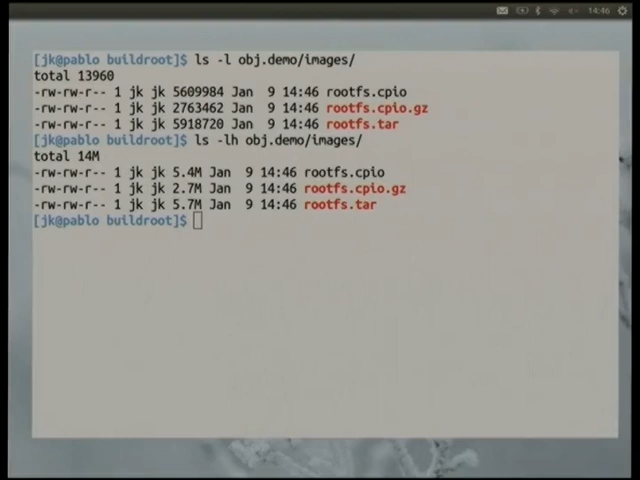 14:46
[jk@pablo buildroot]$ ls -l obj.demo/images/
total 13960
-rw-rw-r-- 1 jk jk 5609984 Jan  9 14:46 rootfs.cpio
-rw-rw-r-- 1 jk jk 2763462 Jan  9 14:46 rootfs.cpio.gz
-rw-rw-r-- 1 jk jk 5918720 Jan  9 14:46 rootfs.tar
[jk@pablo buildroot]$ ls -lh obj.demo/images/
total 14M
-rw-rw-r-- 1 jk jk 5.4M Jan  9 14:46 rootfs.cpio
-rw-rw-r-- 1 jk jk 2.7M Jan  9 14:46 rootfs.cpio.gz
-rw-rw-r-- 1 jk jk 5.7M Jan  9 14:46 rootfs.tar
[jk@pablo buildroot]$